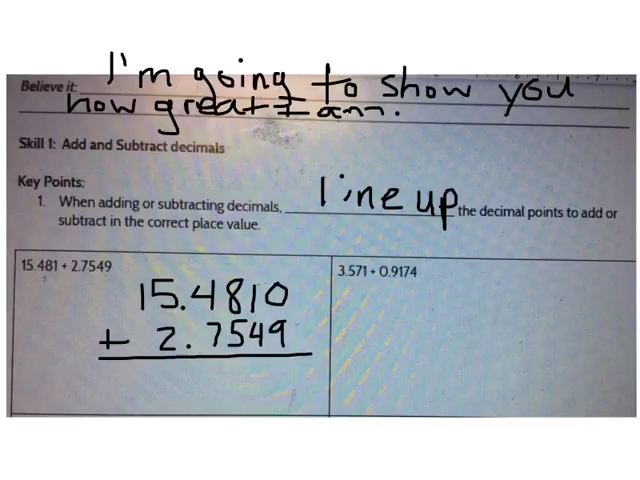 I'm going to show you
Believe it:
how great I am.
Skill 1: Add and Subtract decimals
Key Points:
1. When adding or subtracting decimals, line up the decimal points to add or
subtract in the correct place value.
15.481 + 2.7549
15.4810
+ 2.7549
3.571 + 0.9174